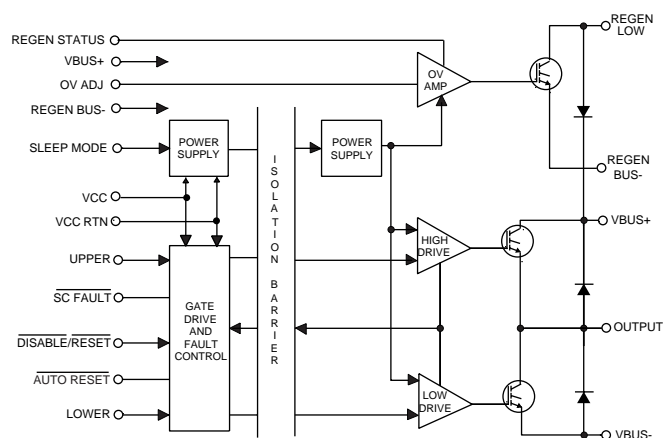 REGEN STATUS
VBUS+
OV ADJ
REGEN BUS-
SLEEP MODE
VCC
VCC RTN
UPPER
SC FAULT
DISABLE/RESET
AUTO RESET
LOWER
POWER
SUPPLY
GATE
DRIVE
AND
FAULT
CONTROL
ISOLATION BARRIER
POWER
SUPPLY
OV
AMP
HIGH
DRIVE
LOW
DRIVE
REGEN
LOW
REGEN
BUS-
VBUS+
OUTPUT
VBUS-